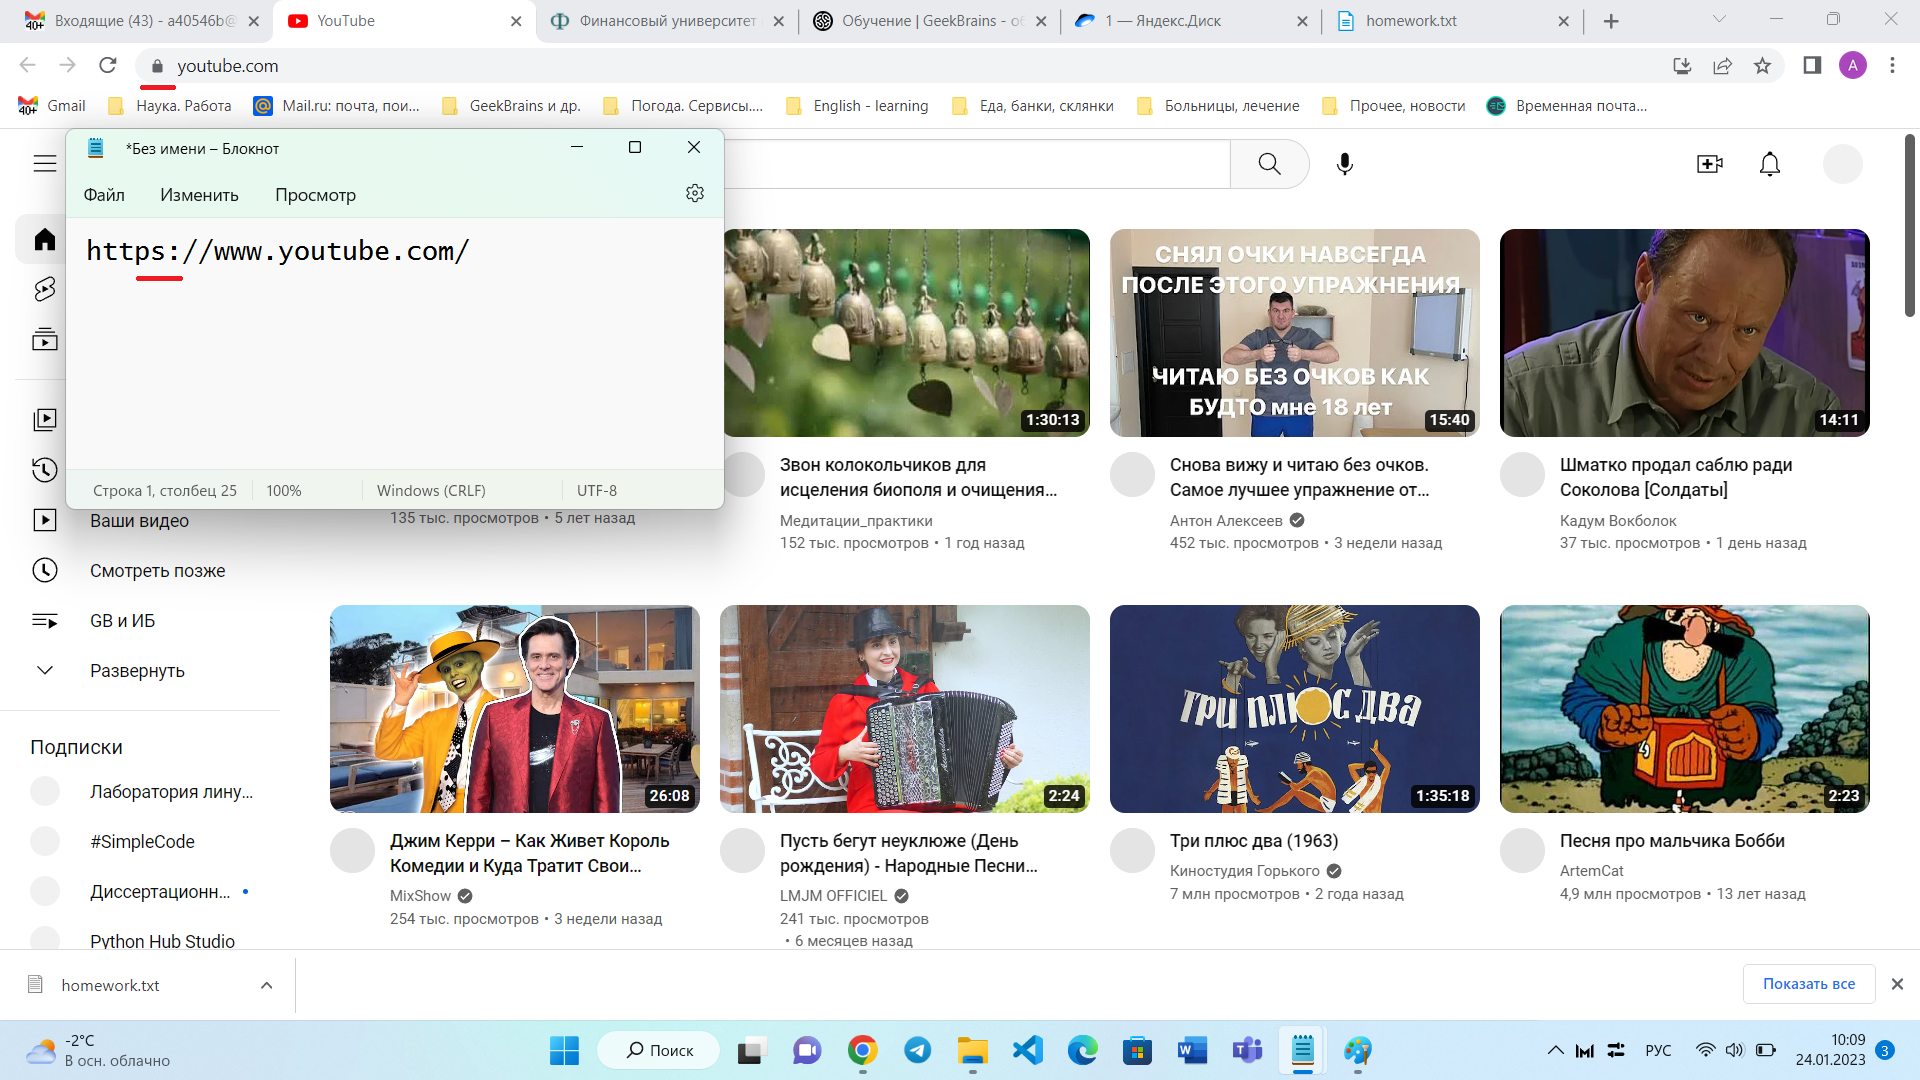 Входящие (43) - a40546b@
YouTube
Финансовый университет
Обучение | GeekBrains - об
1 — Яндекс.Диск
homework.txt
youtube.com
A
40+
Gmail
Наука. Работа
Mail.ru: почта, пои...
GeekBrains и др.
Погода. Сервисы....
English - learning
Еда, банки, склянки
Больницы, лечение
Прочее, новости
Временная почта...
*Без имени – Блокнот
Файл
Изменить
Просмотр
https://www.youtube.com/
Строка 1, столбец 25
100%
Windows (CRLF)
UTF-8
Ваши видео
Смотреть позже
GB и ИБ
Развернуть
Подписки
Лаборатория лину...
#SimpleCode
Диссертационн...
Python Hub Studio
135 тыс. просмотров • 5 лет назад
1:30:13
Звон колокольчиков для
исцеления биополя и очищения...
Медитации_практики
152 тыс. просмотров • 1 год назад
СНЯЛ ОЧКИ НАВСЕГДА
ПОСЛЕ ЭТОГО УПРАЖНЕНИЯ
ЧИТАЮ БЕЗ ОЧКОВ КАК
БУДТО мне 18 лет
15:40
Снова вижу и читаю без очков.
Самое лучшее упражнение от...
Антон Алексеев
452 тыс. просмотров • 3 недели назад
14:11
Шматко продал саблю ради
Соколова [Солдаты]
Кадум Вокболок
37 тыс. просмотров • 1 день назад
26:08
Джим Керри – Как Живет Король
Комедии и Куда Тратит Свои...
MixShow
254 тыс. просмотров • 3 недели назад
2:24
Пусть бегут неуклюже (День
рождения) - Народные Песни...
LMJM OFFICIEL
241 тыс. просмотров
• 6 месяцев назад
ТРИ ПЛЮС ДВА
1:35:18
Три плюс два (1963)
Киностудия Горького
7 млн просмотров • 2 года назад
2:23
Песня про мальчика Бобби
ArtemCat
4,9 млн просмотров • 13 лет назад
homework.txt
Показать все
-2°C
В осн. облачно
Поиск
РУС
10:09
24.01.2023
3